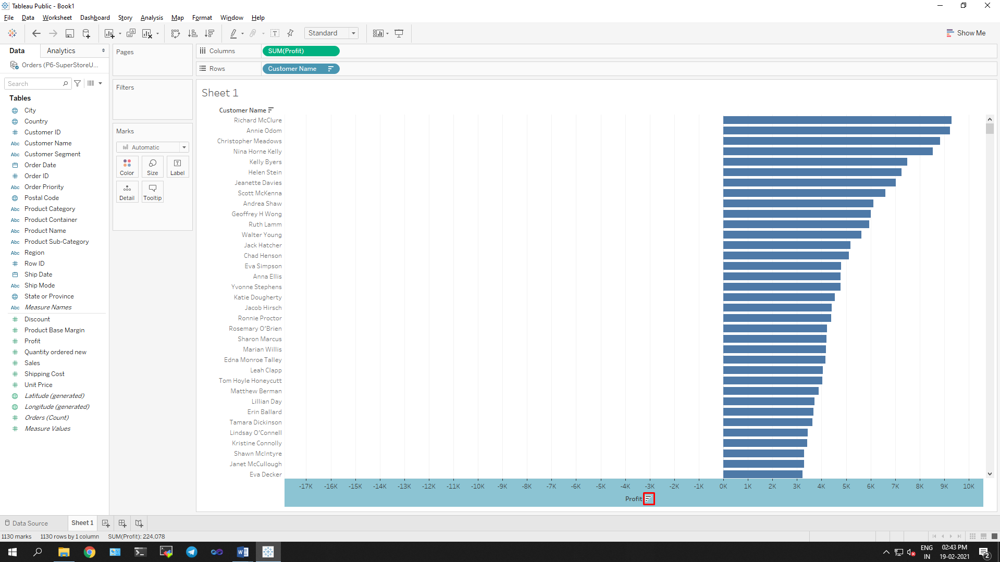 Tableau Public - Book1
File Data Worksheet Dashboard Story Analysis Map Format Window Help
Standard
Show Me
Data Analytics
Orders (P6-SuperStoreU...
Search
Tables
City
Country
Customer ID
Abc Customer Name
Abc Customer Segment
Order Date
Order ID
Abc Order Priority
Postal Code
Abc Product Category
Abc Product Container
Abc Product Name
Abc Product Sub-Category
Abc Region
Row ID
Ship Date
Abc Ship Mode
State or Province
Abc Measure Names
Discount
Product Base Margin
Profit
Quantity ordered new
Sales
Shipping Cost
Unit Price
Latitude (generated)
Longitude (generated)
Orders (Count)
Measure Values
Pages
Filters
Marks
Automatic
Color Size Label
Detail Tooltip
Columns SUM(Profit)
Rows Customer Name
Sheet 1
Customer Name
Richard McClure
Annie Odom
Christopher Meadows
Nina Horne Kelly
Kelly Byers
Helen Stein
Jeanette Davies
Scott McKenna
Andrea Shaw
Geoffrey H Wong
Ruth Lamm
Walter Young
Jack Hatcher
Chad Henson
Eva Simpson
Anna Ellis
Yvonne Stephens
Katie Dougherty
Jacob Hirsch
Ronnie Proctor
Rosemary O'Brien
Sharon Marcus
Marian Willis
Edna Monroe Talley
Leah Clapp
Tom Hoyle Honeycutt
Matthew Berman
Lillian Day
Erin Ballard
Tamara Dickinson
Lindsay O'Connell
Kristine Connolly
Shawn McIntyre
Janet McCullough
Eva Decker
-17K -16K -15K -14K -13K -12K -11K -10K -9K -8K -7K -6K -5K -4K -3K -2K -1K 0K 1K 2K 3K 4K 5K 6K 7K 8K 9K 10K
Profit
Data Source Sheet 1
1130 marks 1130 rows by 1 column SUM(Profit): 224,078
ENG 02:43 PM
IN 19-02-2021 2